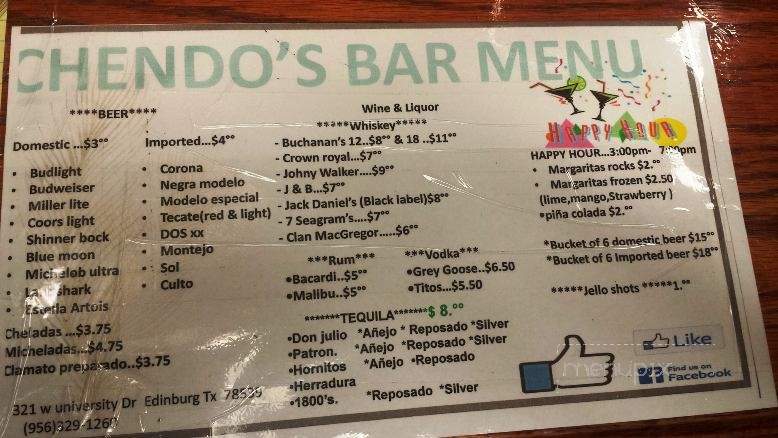 CHENDO'S BAR MENU
****BEER****
Domestic ...$3°°
• Budlight
• Budweiser
• Miller lite
• Coors light
• Shinner bock
• Blue moon
• Michelob ultra
• shark
• Estella Artois
Cheladas ...$3.75
Micheladas...$4.75
Clamato preparado..$3.75
321 w university Dr Edinburg Tx 78539
(956)329-1260
Imported...$4°°
• Corona
• Negra modelo
• Modelo especial
• Tecate(red & light)
• DOS xx
• Montejo
• Sol
• Culto
Wine & Liquor
*****Whiskey*****
- Buchanan's 12..$8°° & 18 ..$11°°
- Crown royal...$7°°
- Johny Walker....$9°°
- J & B...$7°°
- Jack Daniel's (Black label)$8°°
- 7 Seagram's....$7°°
- Clan MacGregor.....$6°°
***Rum***
•Bacardi..$5°°
•Malibu..$5°°
***Vodka***
•Grey Goose..$6.50
•Titos...$5.50
*******TEQUILA*******$ 8.°°
•Don julio *Añejo * Reposado *Silver
•Patron. *Añejo *Reposado *Silver
•Hornitos *Añejo •Reposado
•Herradura
•1800's. *Reposado *Silver
HAPPY HOUR
HAPPY HOUR...3:00pm- 7:00pm
• Margaritas rocks $2.°°
• Margaritas frozen $2.50
(lime,mango,Strawberry )
•piña colada $2.°°
*Bucket of 6 domestic beer $15°°
*Bucket of 6 Imported beer $18°°
*****Jello shots *****1.°°
Like
Find us on
Facebook